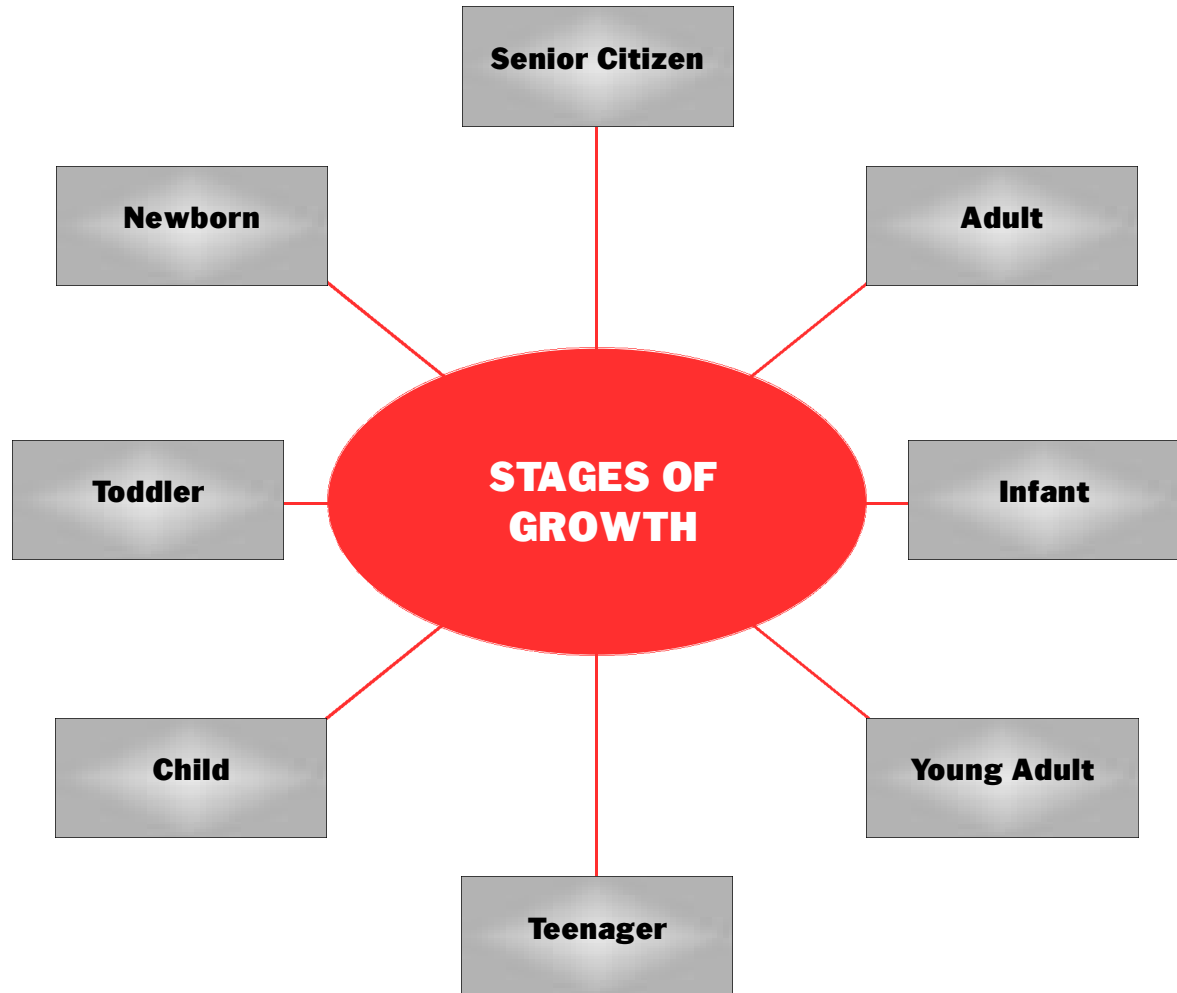 Senior Citizen
Newborn
Adult
Toddler
STAGES OF
GROWTH
Infant
Child
Young Adult
Teenager